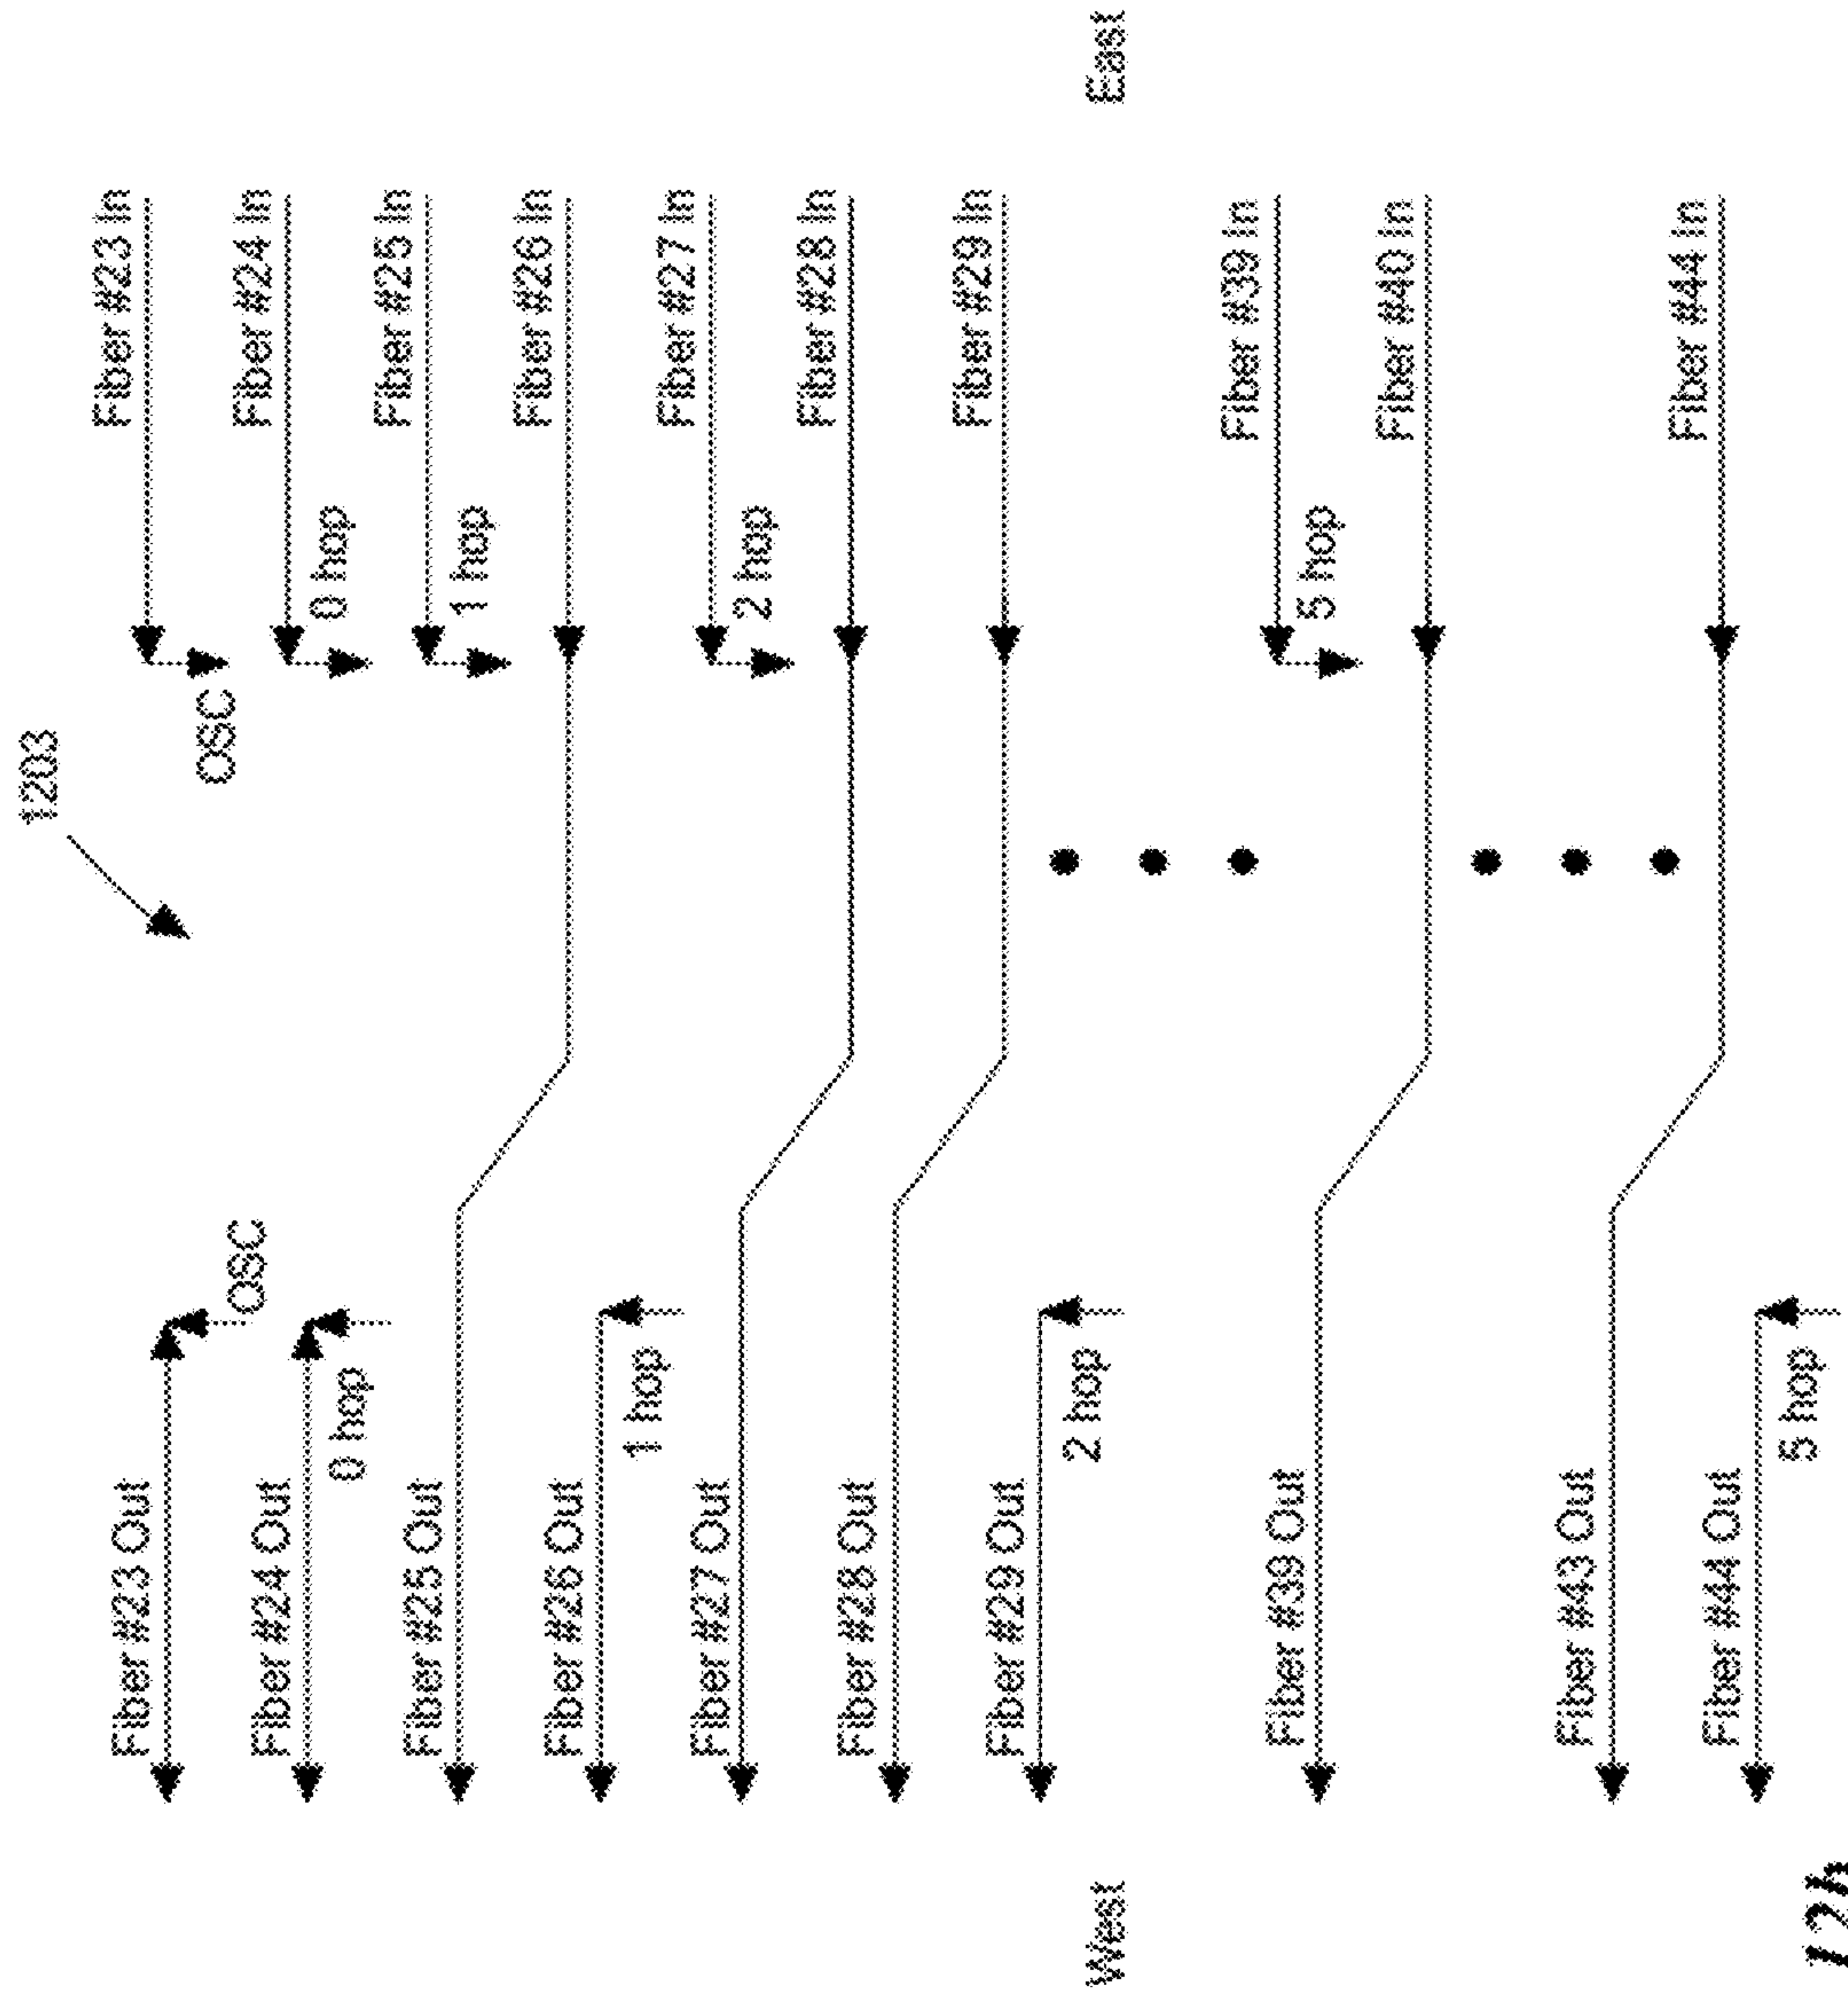 1203
Fiber #23 Out
OSC
Fiber #23 In
OSC
Fiber #24 Out
0 hop
Fiber #24 In
0 hop
Fiber #25 Out
Fiber #25 In
1 hop
Fiber #26 Out
1 hop
Fiber #26 In
Fiber #27 Out
Fiber #27 In
2 hop
Fiber #28 Out
Fiber #28 In
Fiber #29 Out
2 hop
Fiber #29 In
West
East
Fiber #39 Out
Fiber #39 In
5 hop
Fiber #40 In
Fiber #43 Out
Fiber #44 Out
5 hop
Fiber #44 In
12b